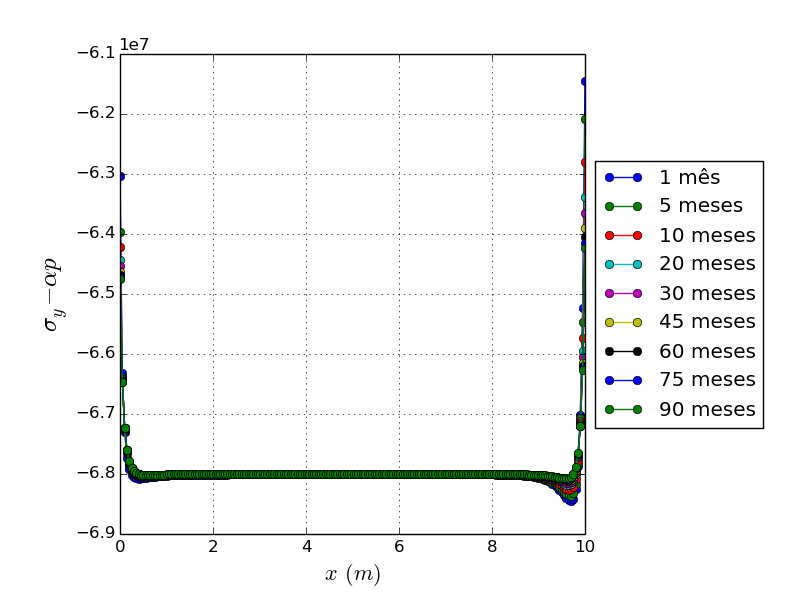 1e7
−6.1
−6.2
−6.3
−6.4
−6.5
−6.6
−6.7
−6.8
−6.9
σ_y − αp
0 2 4 6 8 10
x (m)
1 mês
5 meses
10 meses
20 meses
30 meses
45 meses
60 meses
75 meses
90 meses